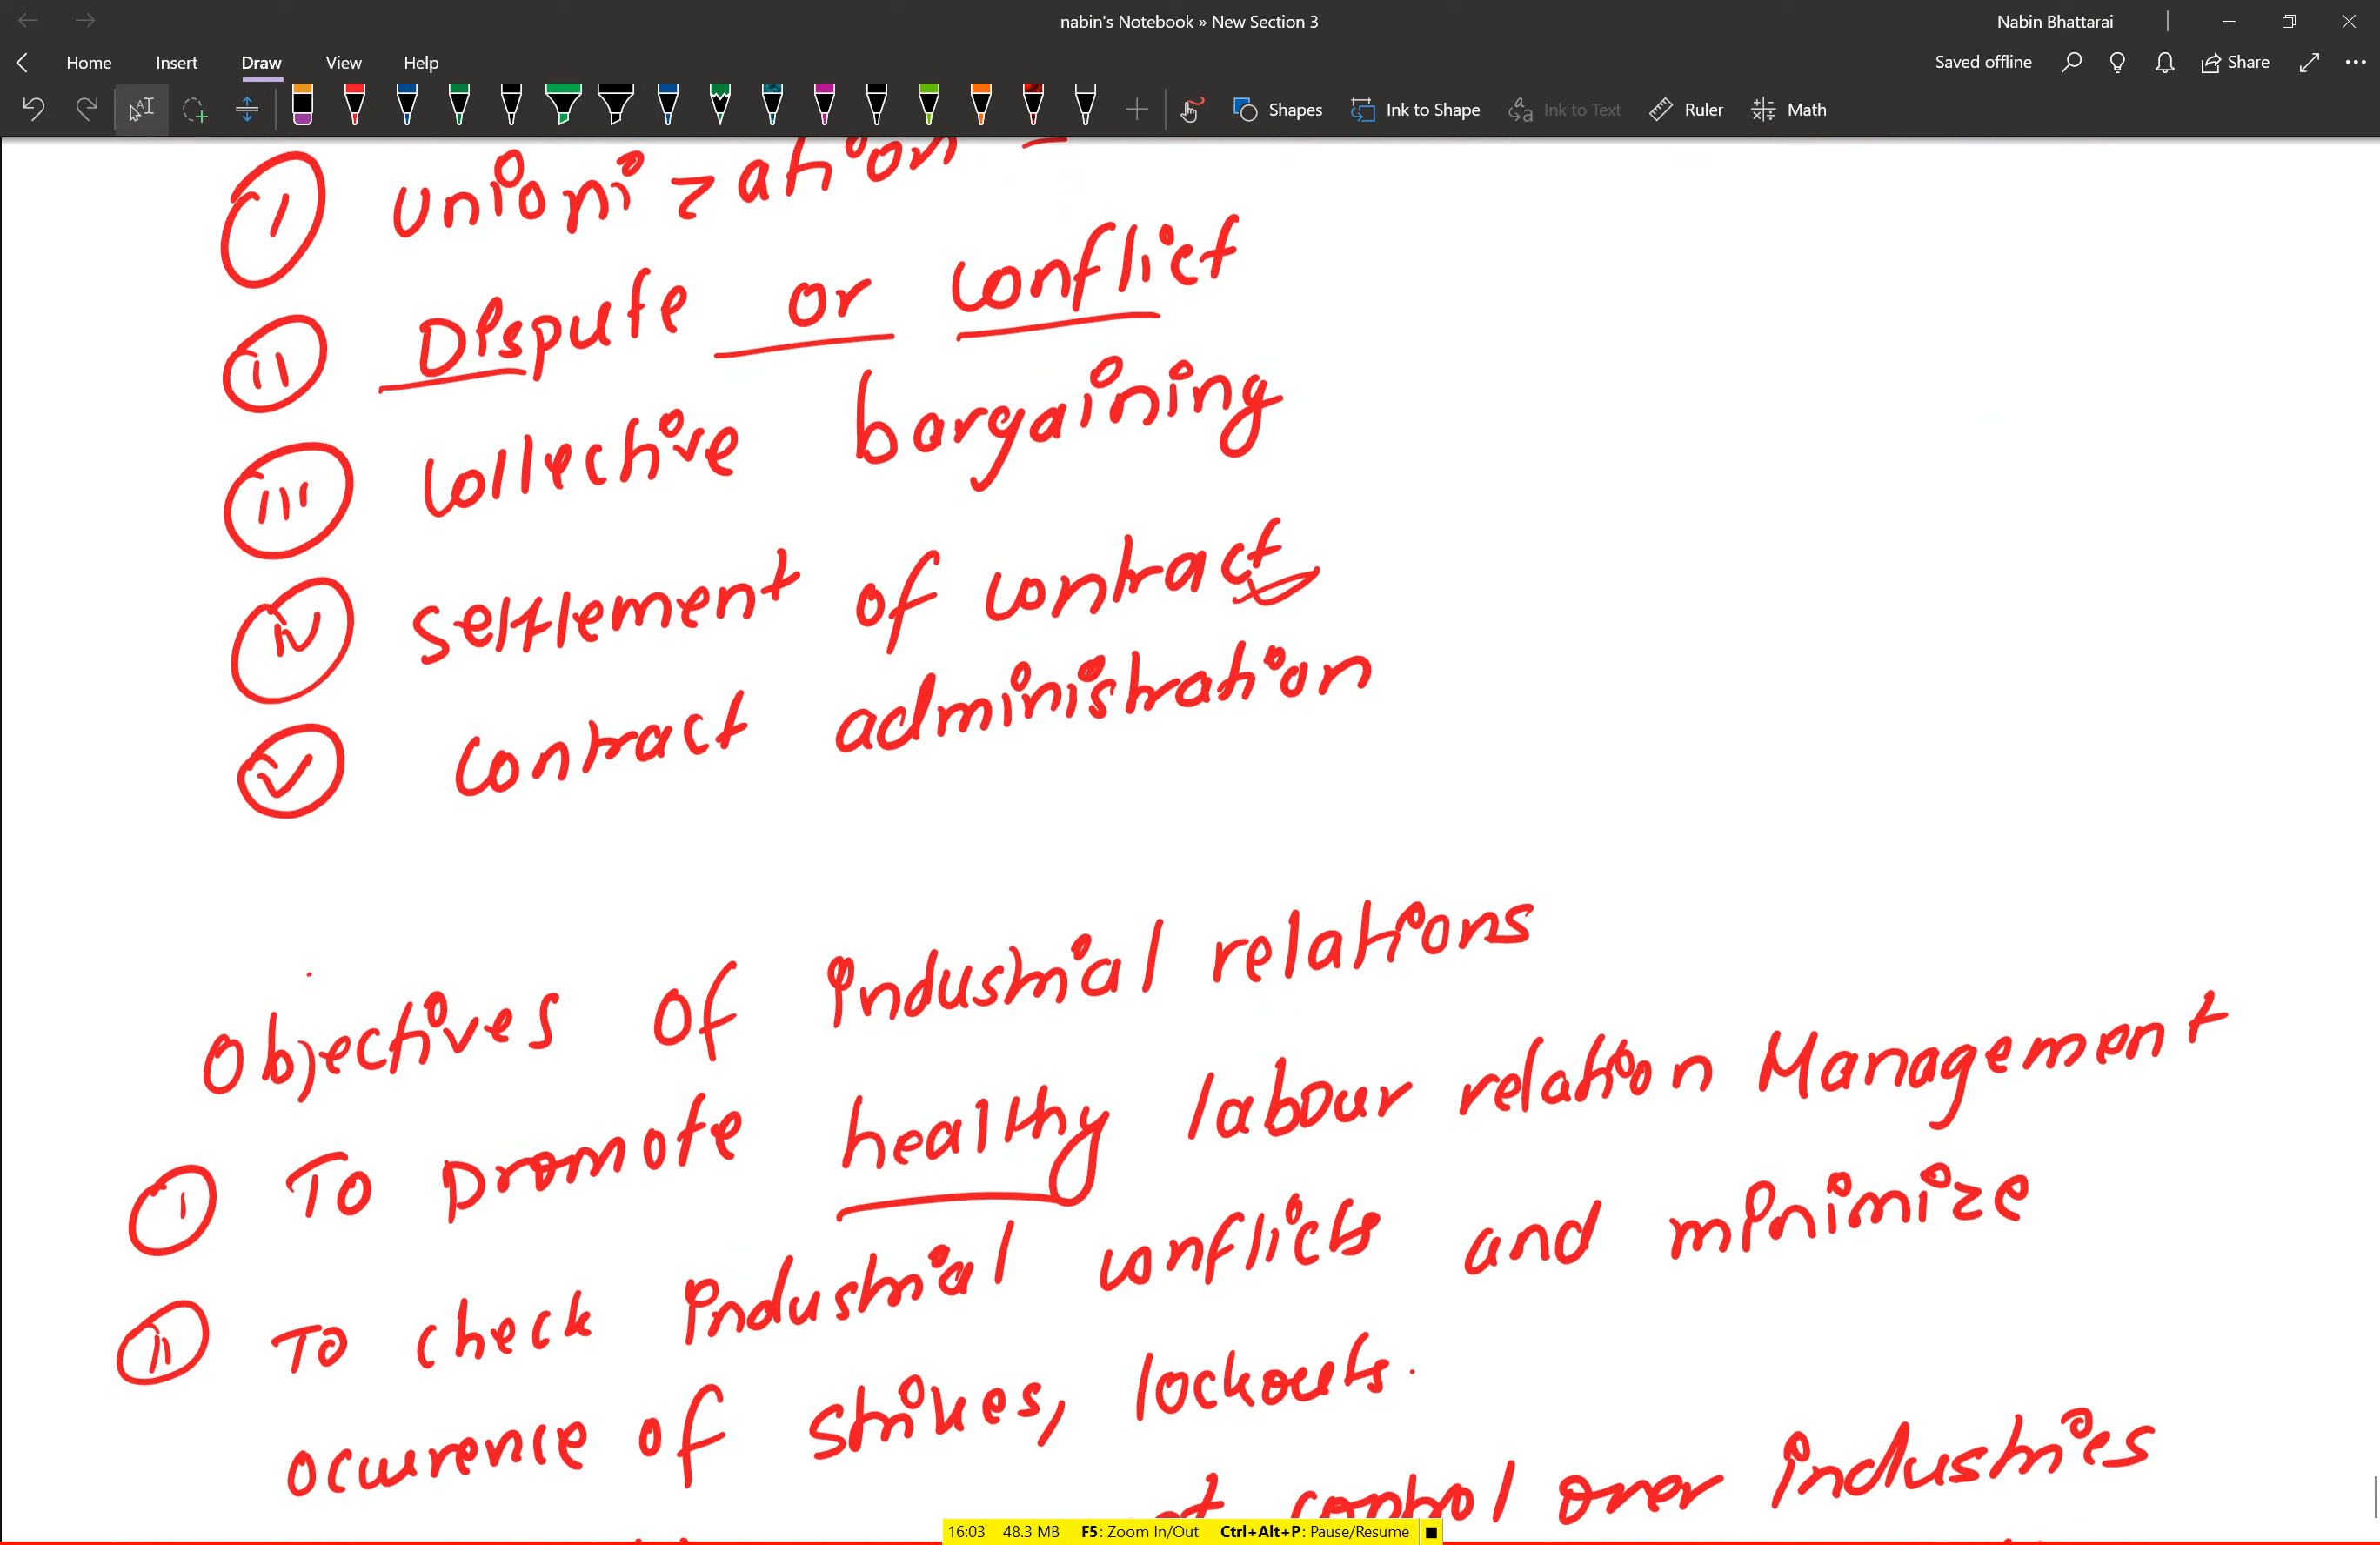 nabin's Notebook » New Section 3
Nabin Bhattarai
Home Insert Draw View Help
Saved offline Share
Shapes Ink to Shape Ink to Text Ruler Math
i unionization
ii Dispute or conflict
iii collective bargaining
iv settlement of contract
v contract administration
Objectives of industrial relations
i To promote healthy labour relation Management
ii To check industrial conflicts and minimize
ocurrence of strikes, lockouts.
control over industries
16:03 48.3 MB F5: Zoom In/Out Ctrl+Alt+P: Pause/Resume